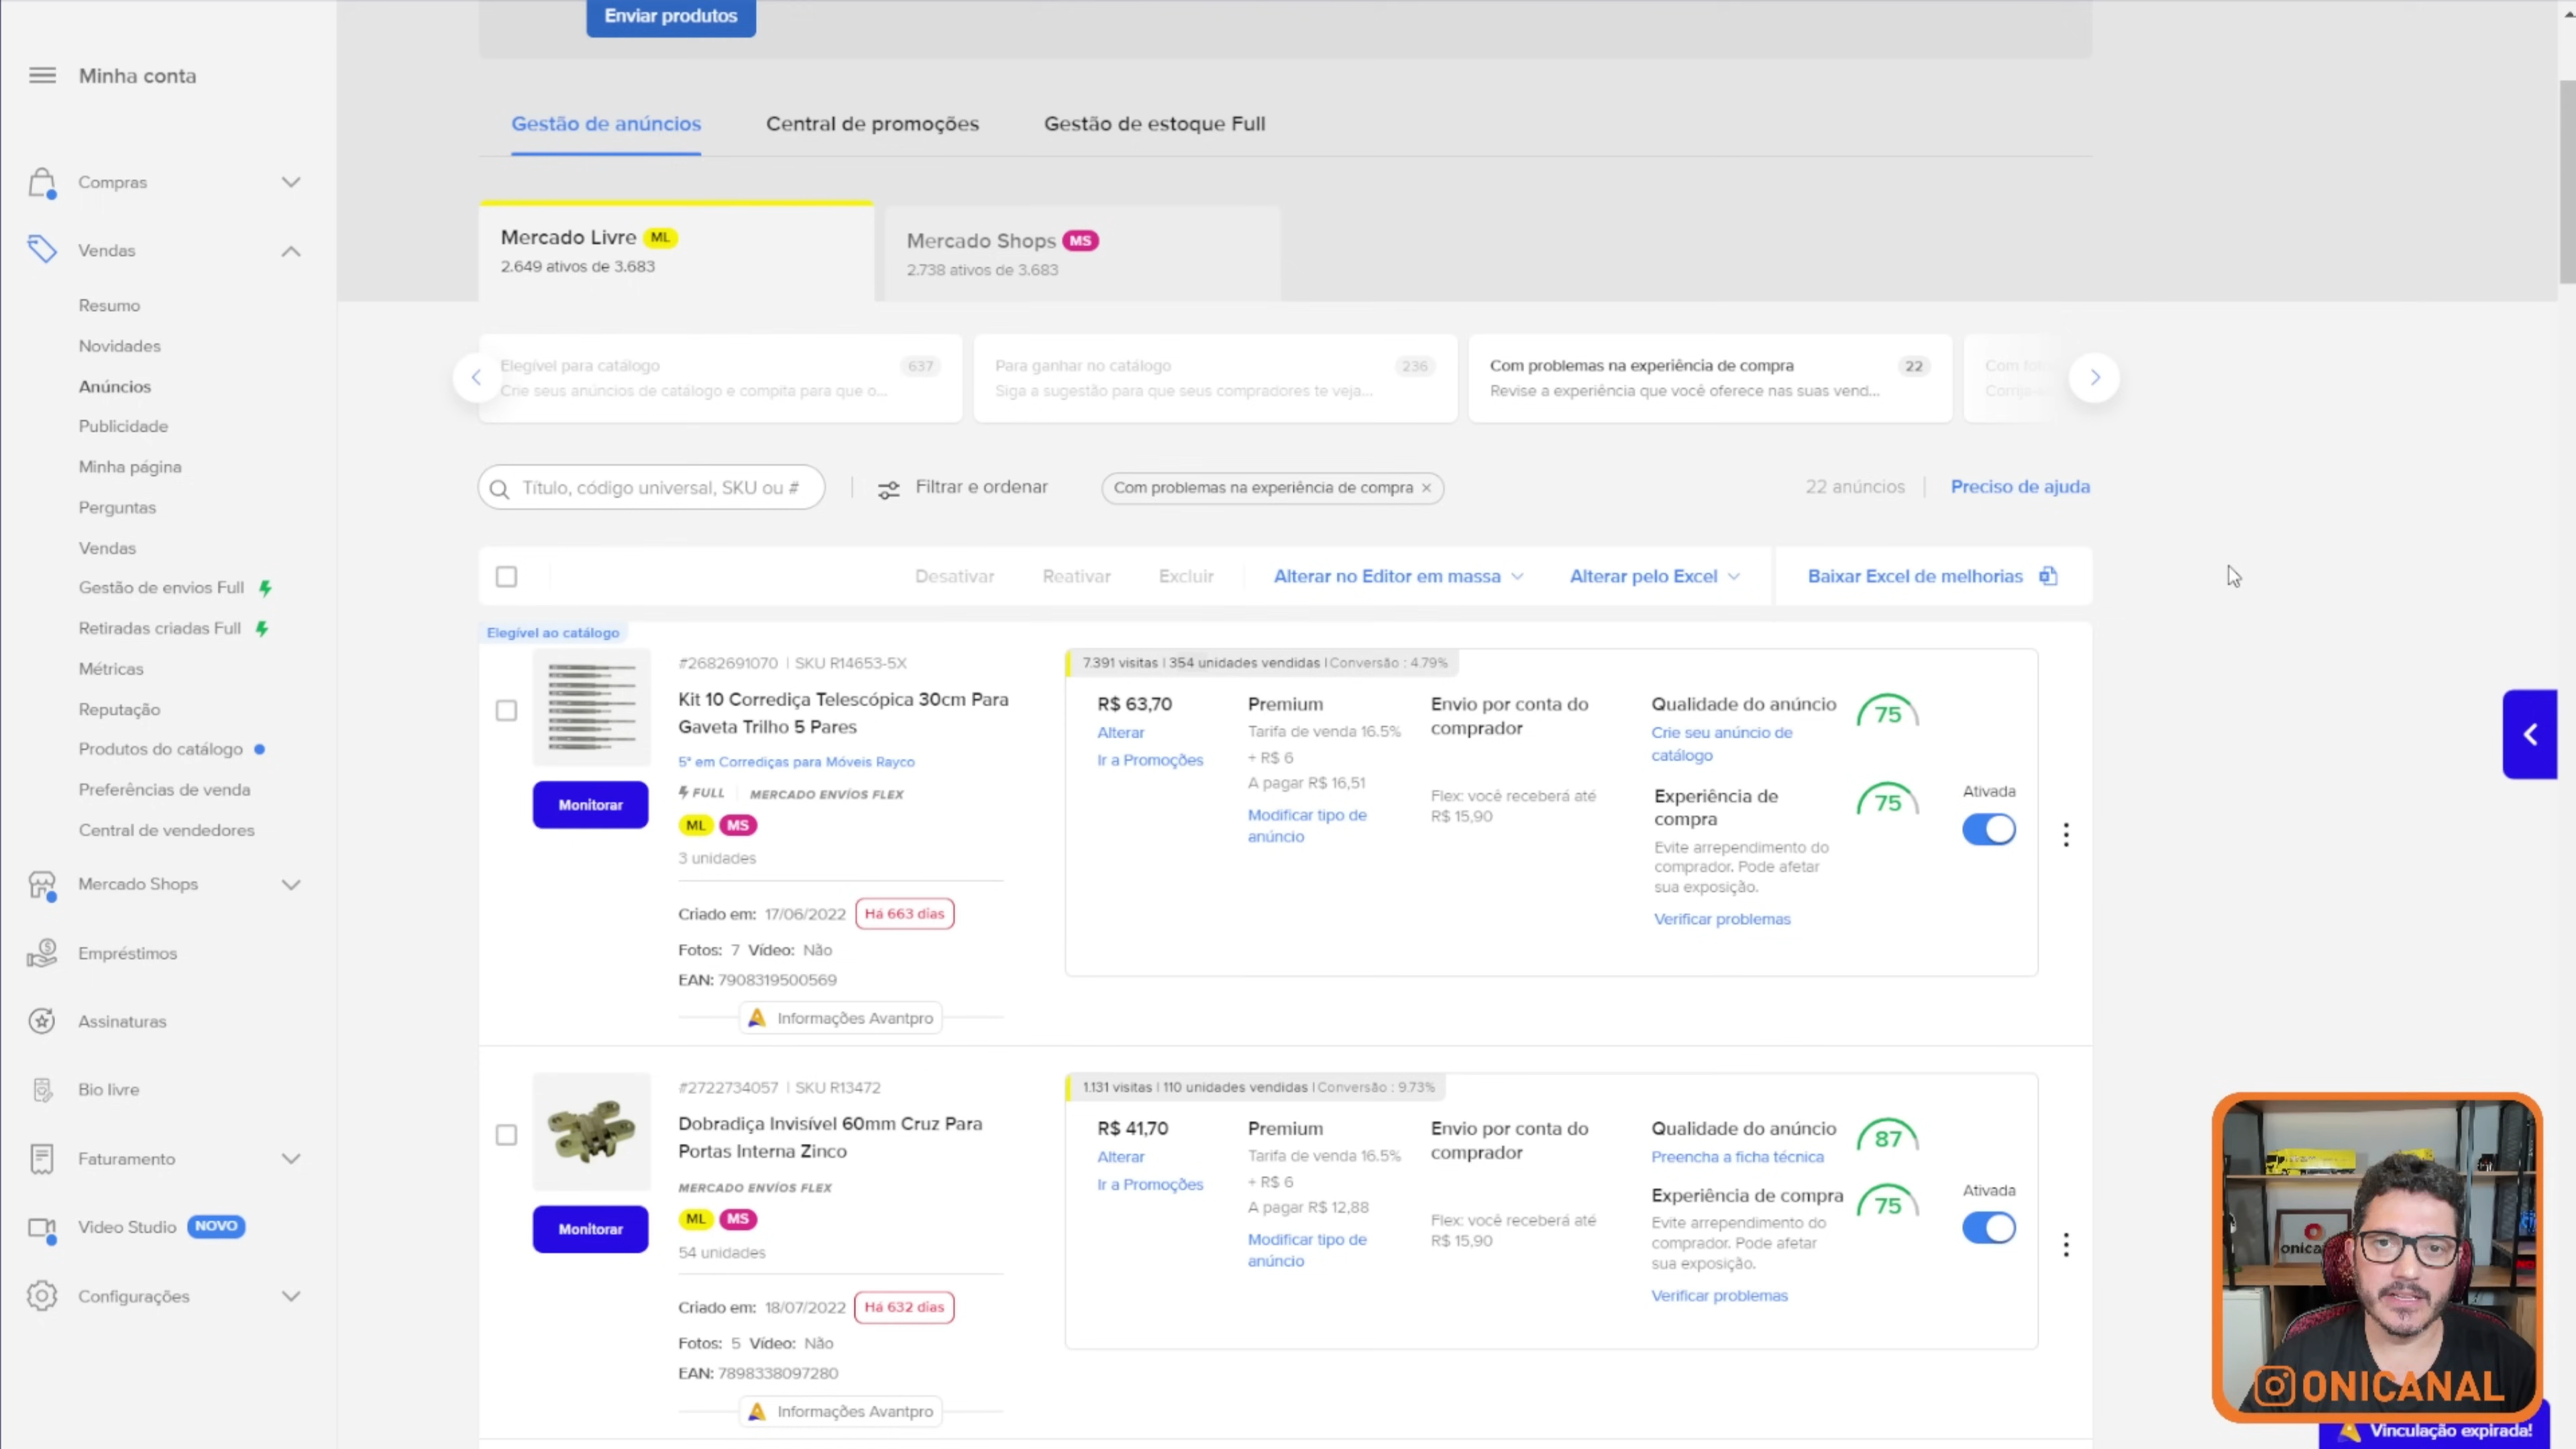 Enviar produtos
Minha conta
Gestão de anúncios
Central de promoções
Gestão de estoque Full
Compras
Vendas
Resumo
Novidades
Anúncios
Publicidade
Minha página
Perguntas
Vendas
Gestão de envios Full
Retiradas criadas Full
Métricas
Reputação
Produtos do catálogo
Preferências de venda
Central de vendedores
Mercado Shops
Empréstimos
Assinaturas
Bio livre
Faturamento
Video Studio NOVO
Configurações
Mercado Livre ML
2.649 ativos de 3.683
Mercado Shops MS
2.738 ativos de 3.683
Elegível para catálogo 637
Crie seus anúncios de catálogo e compita para que o...
Para ganhar no catálogo 236
Siga a sugestão para que seus compradores te veja...
Com problemas na experiência de compra 22
Revise a experiência que você oferece nas suas vend...
Título, código universal, SKU ou #
Filtrar e ordenar
Com problemas na experiência de compra ×
22 anúncios
Preciso de ajuda
Desativar
Reativar
Excluir
Alterar no Editor em massa
Alterar pelo Excel
Baixar Excel de melhorias
Elegível ao catálogo
#2682691070 | SKU R14653-5X
Kit 10 Corrediça Telescópica 30cm Para
Gaveta Trilho 5 Pares
5° em Corrediças para Móveis Rayco
FULL | MERCADO ENVÍOS FLEX
ML MS
3 unidades
Monitorar
Criado em: 17/06/2022 Há 663 dias
Fotos: 7 Vídeo: Não
EAN: 7908319500569
Informações Avantpro
7.391 visitas | 354 unidades vendidas | Conversão : 4.79%
R$ 63,70
Alterar
Ir a Promoções
Premium
Tarifa de venda 16.5%
+ R$ 6
A pagar R$ 16,51
Modificar tipo de
anúncio
Envio por conta do
comprador
Flex: você receberá até
R$ 15,90
Qualidade do anúncio 75
Crie seu anúncio de
catálogo
Experiência de
compra 75
Evite arrependimento do
comprador. Pode afetar
sua exposição.
Verificar problemas
Ativada
#2722734057 | SKU R13472
Dobradiça Invisível 60mm Cruz Para
Portas Interna Zinco
MERCADO ENVÍOS FLEX
ML MS
54 unidades
Monitorar
Criado em: 18/07/2022 Há 632 dias
Fotos: 5 Vídeo: Não
EAN: 7898338097280
Informações Avantpro
1.131 visitas | 110 unidades vendidas | Conversão : 9.73%
R$ 41,70
Alterar
Ir a Promoções
Premium
Tarifa de venda 16.5%
+ R$ 6
A pagar R$ 12,88
Modificar tipo de
anúncio
Envio por conta do
comprador
Flex: você receberá até
R$ 15,90
Qualidade do anúncio 87
Preencha a ficha técnica
Experiência de compra 75
Evite arrependimento do
comprador. Pode afetar
sua exposição.
Verificar problemas
Ativada
ONICANAL
Vinculação expirada!